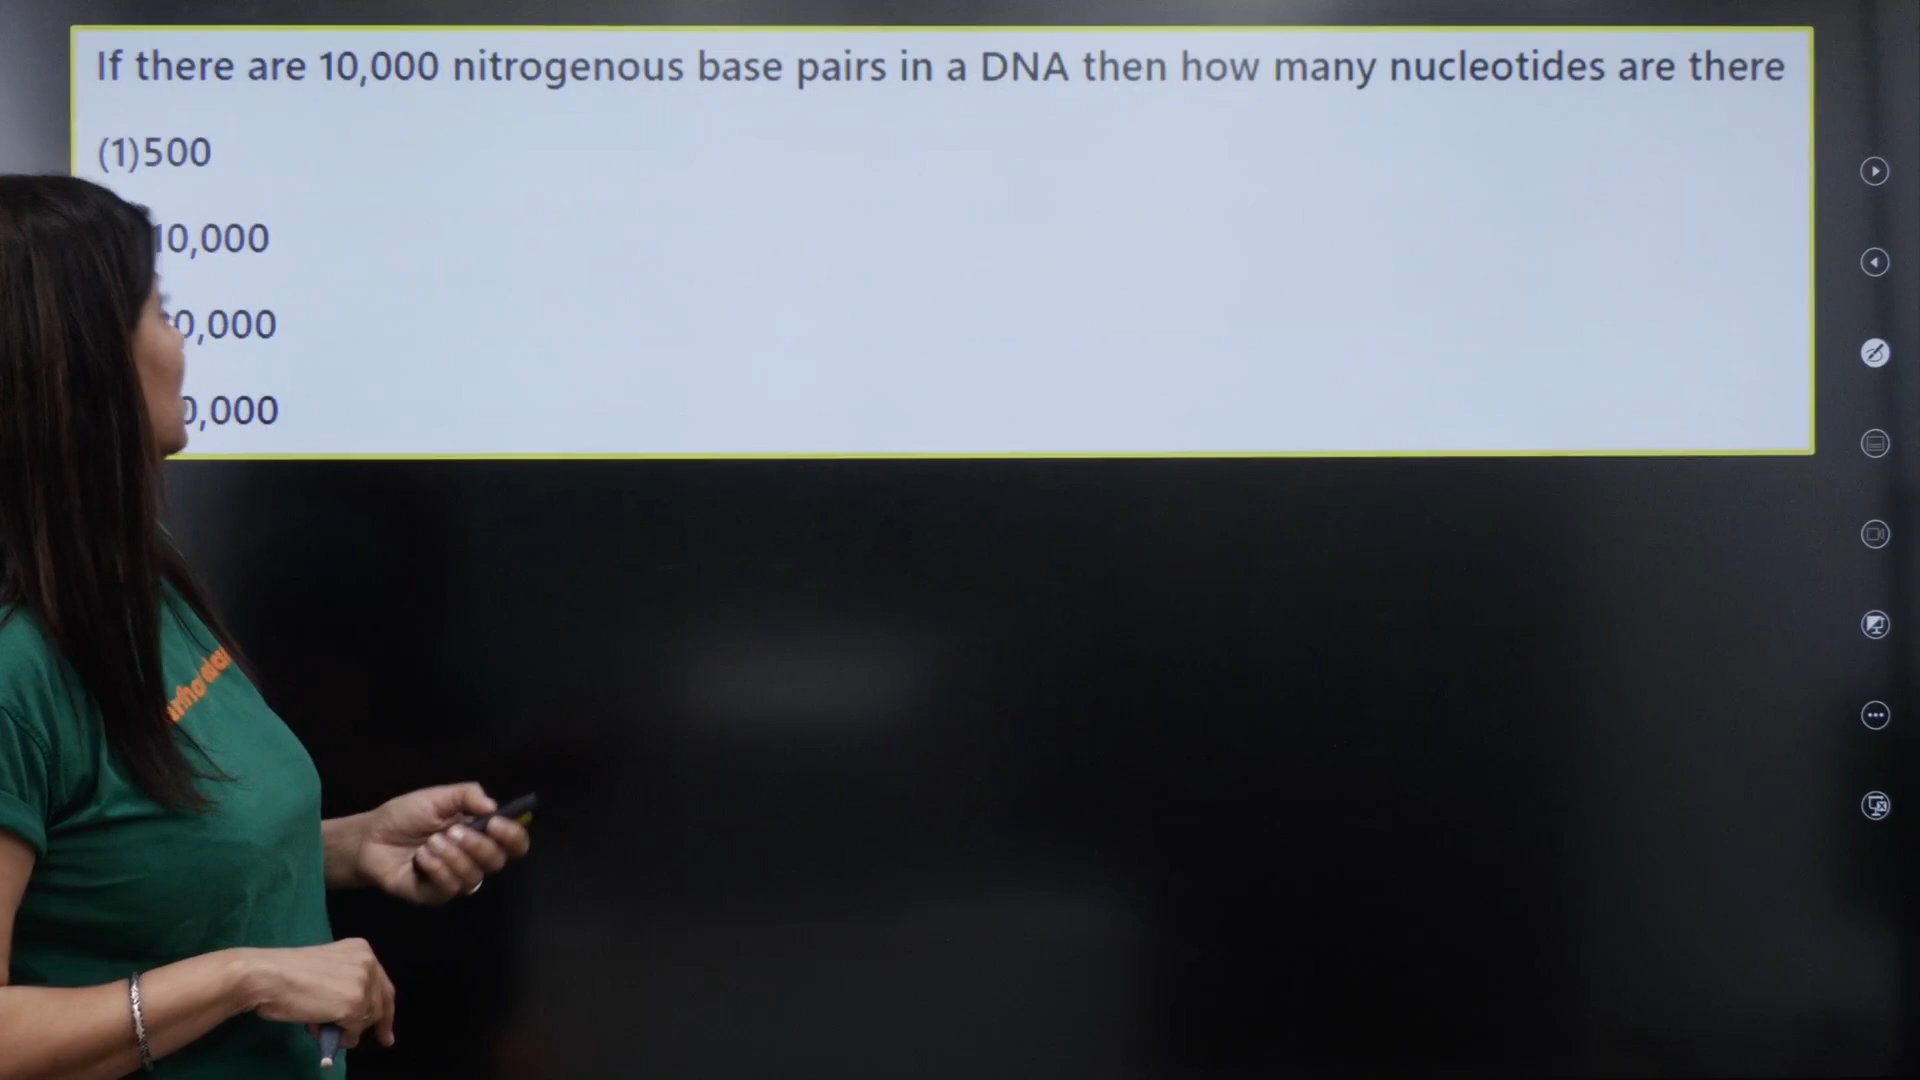 If there are 10,000 nitrogenous base pairs in a DNA then how many nucleotides are there
(1)500
10,000
0,000
0,000